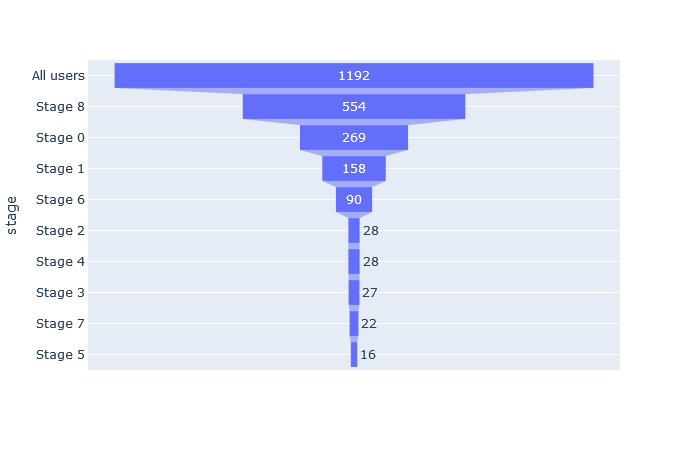 All users 1192
Stage 8 554
Stage 0 269
Stage 1 158
Stage 6 90
Stage 2 28
Stage 4 28
Stage 3 27
Stage 7 22
Stage 5 16
stage